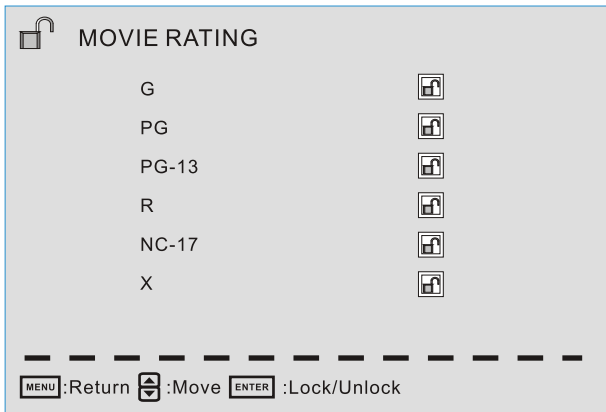 MOVIE RATING
G
PG
PG-13
R
NC-17
X
MENU :Return :Move ENTER :Lock/Unlock